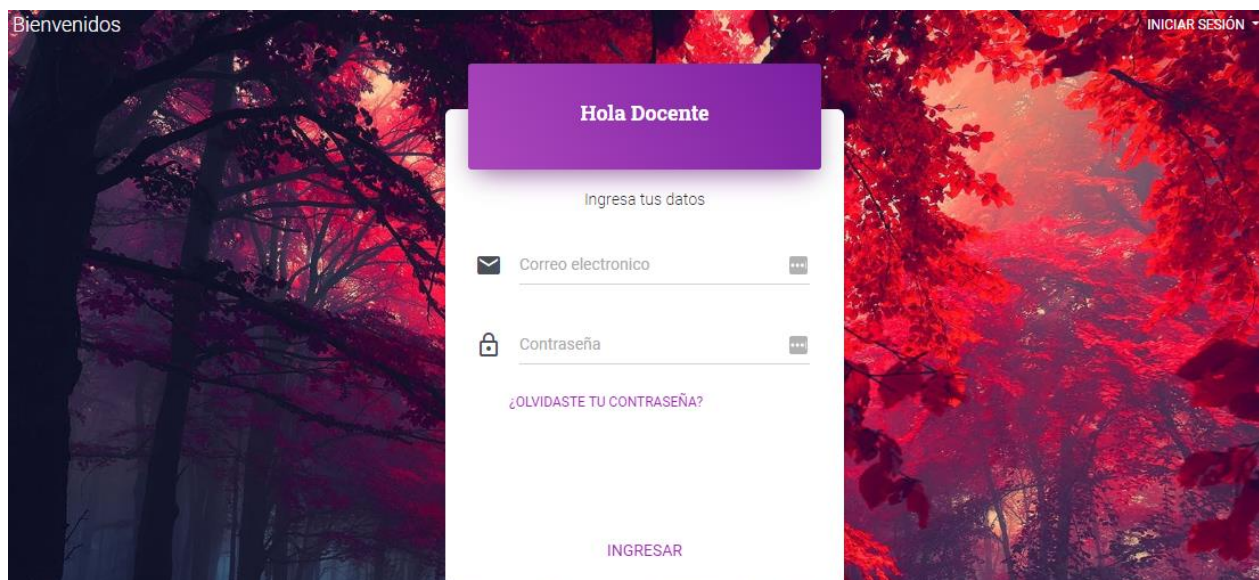 Bienvenidos
INICIAR SESIÓN
Hola Docente
Ingresa tus datos
Correo electronico
Contraseña
¿OLVIDASTE TU CONTRASEÑA?
INGRESAR